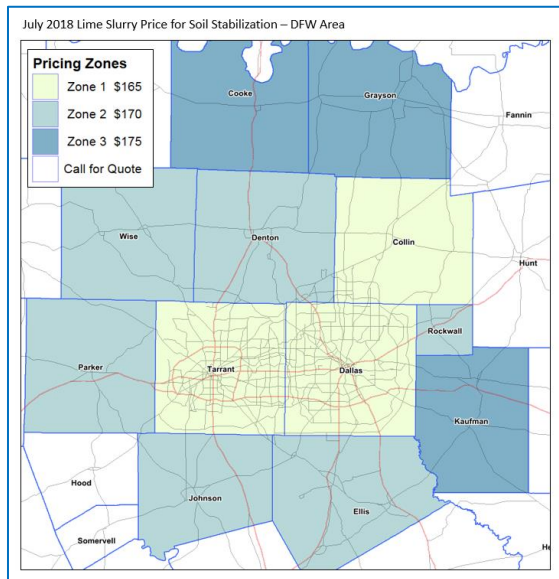 July 2018 Lime Slurry Price for Soil Stabilization – DFW Area
Pricing Zones
Zone 1 $165
Zone 2 $170
Zone 3 $175
Call for Quote
Cooke
Grayson
Fannin
Wise
Denton
Collin
Hunt
Rockwall
Parker
Tarrant
Dallas
Kaufman
Hood
Johnson
Ellis
Somervell
He